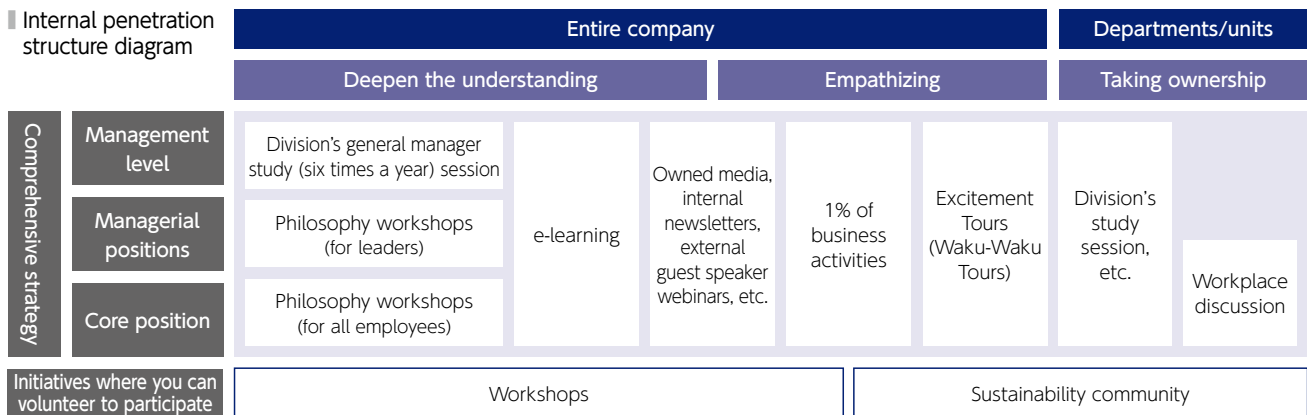 Internal penetration
structure diagram
Entire company
Departments/units
Deepen the understanding
Empathizing
Taking ownership
Comprehensive strategy
Management
level
Managerial
positions
Core position
Division's general manager
study (six times a year) session
Philosophy workshops
(for leaders)
Philosophy workshops
(for all employees)
e-learning
Owned media,
internal
newsletters,
external
guest speaker
webinars, etc.
1% of
business
activities
Excitement
Tours
(Waku-Waku
Tours)
Division's
study
session,
etc.
Workplace
discussion
Initiatives where you can
volunteer to participate
Workshops
Sustainability community